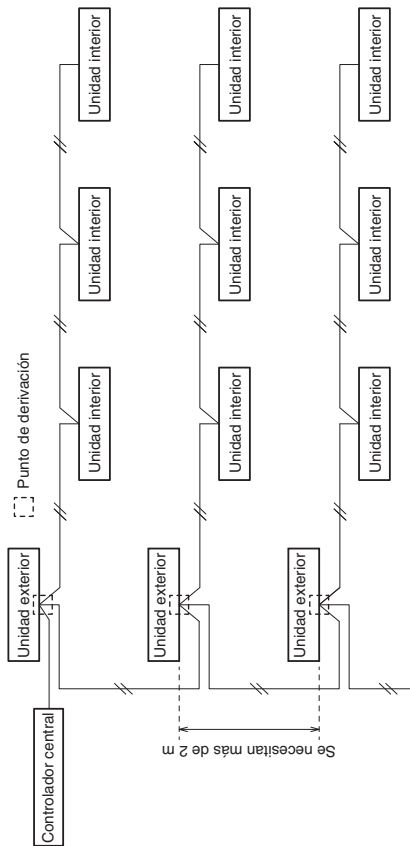 Punto de derivación
Controlador central
Unidad exterior
Unidad interior
Unidad interior
Unidad interior
Unidad exterior
Unidad interior
Unidad interior
Unidad interior
Se necesitan más de 2 m
Unidad exterior
Unidad interior
Unidad interior
Unidad interior